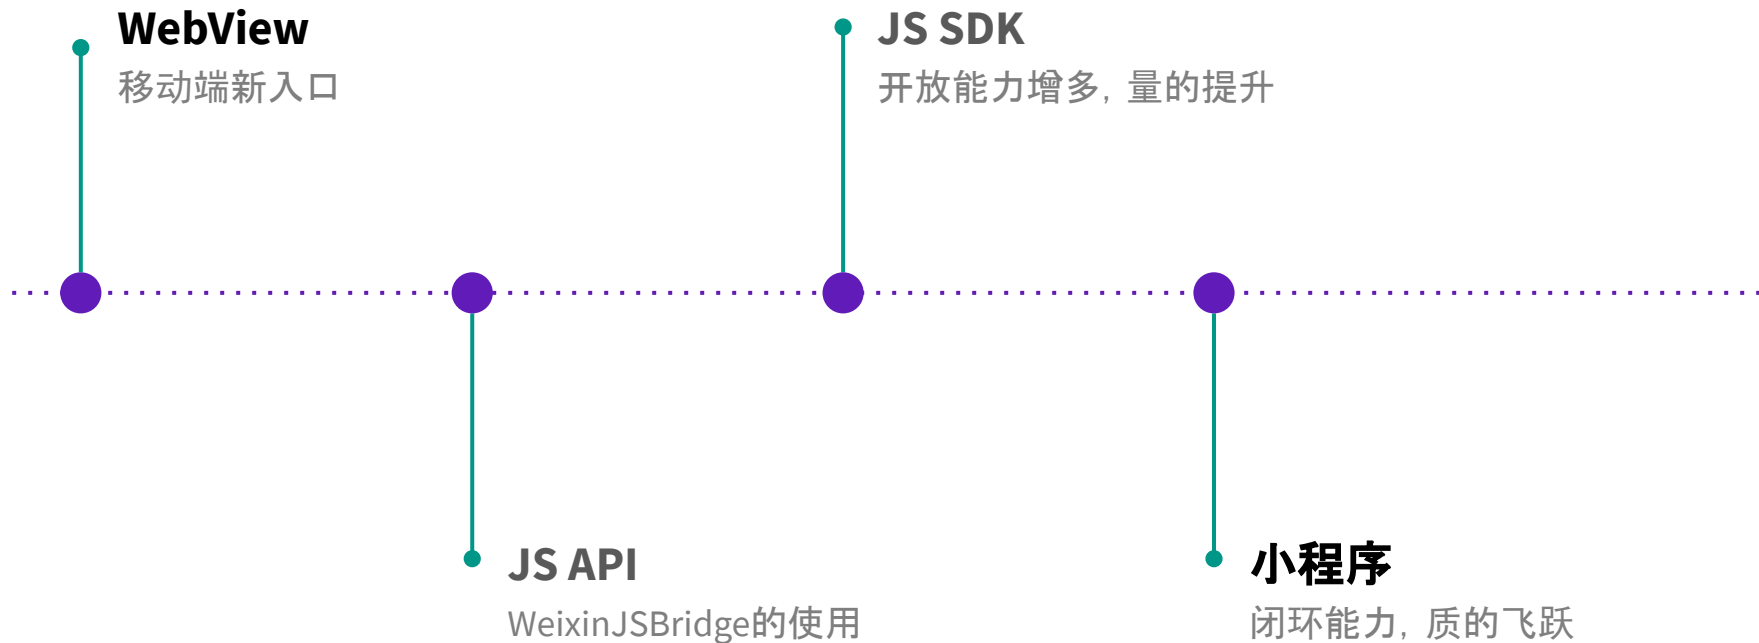 WebView
移动端新入口
JS API
WeixinJSBridge的使用
JS SDK
开放能力增多，量的提升
小程序
闭环能力，质的飞跃